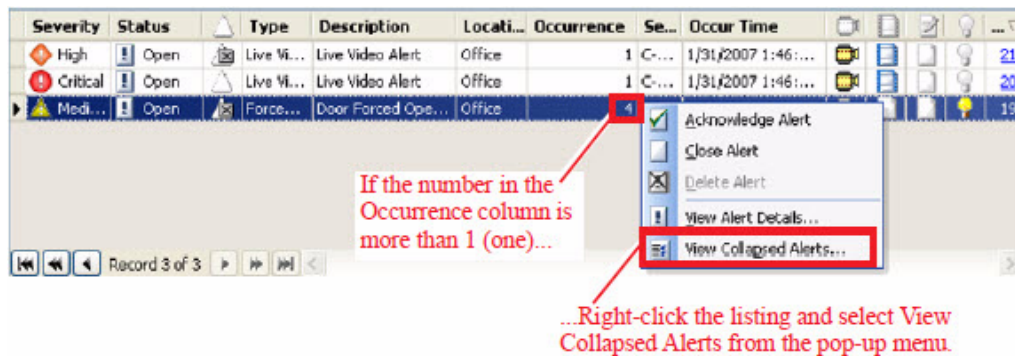 Severity Status Type Description Locati... Occurrence Se... Occur Time ...
High Open Live Vi... Live Video Alert Office 1 C-... 1/31/2007 1:46:... 21
Critical Open Live Vi... Live Video Alert Office 1 C-... 1/31/2007 1:46:... 20
Medi... Open Force... Door Forced Ope... Office 4 19
Acknowledge Alert
Close Alert
Delete Alert
View Alert Details...
View Collapsed Alerts...
If the number in the
Occurrence column is
more than 1 (one)...
Record 3 of 3
...Right-click the listing and select View
Collapsed Alerts from the pop-up menu.